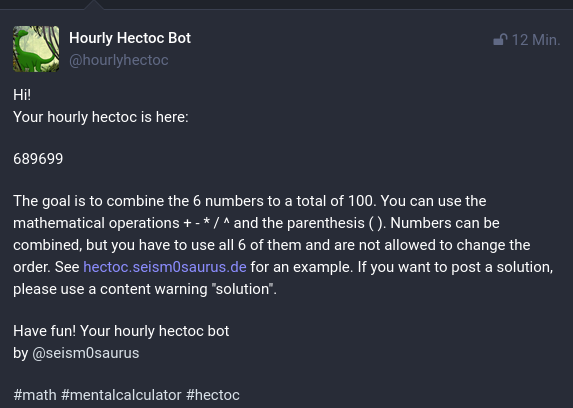 Hourly Hectoc Bot
12 Min.
@hourlyhectoc
Hi!
Your hourly hectoc is here:
689699
The goal is to combine the 6 numbers to a total of 100. You can use the
mathematical operations + - * / ^ and the parenthesis ( ). Numbers can be
combined, but you have to use all 6 of them and are not allowed to change the
order. See hectoc.seism0saurus.de for an example. If you want to post a solution,
please use a content warning "solution".
Have fun! Your hourly hectoc bot
by @seism0saurus
#math #mentalcalculator #hectoc